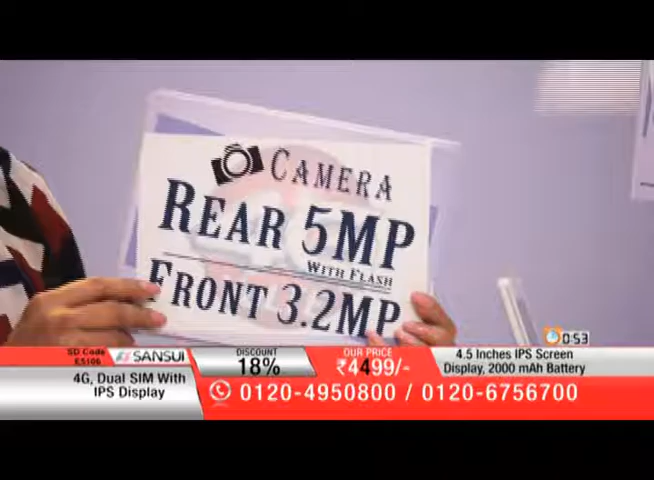 CAMERA
REAR 5MP
WITH FLASH
FRONT 3.2MP
0:53
SD Code
E5106
SANSUI
DISCOUNT
18%
OUR PRICE
₹4499/-
4.5 Inches IPS Screen
Display, 2000 mAh Battery
4G, Dual SIM With
IPS Display
0120-4950800 / 0120-6756700